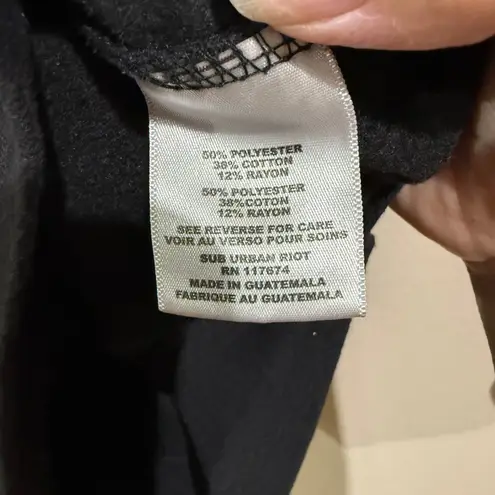 50% POLYESTER
38% COTTON
12% RAYON
50% POLYESTER
38%COTON
12% RAYON
SEE REVERSE FOR CARE
VOIR AU VERSO POUR SOINS
SUB URBAN RIOT
RN 117674
MADE IN GUATEMALA
FABRIQUE AU GUATEMALA